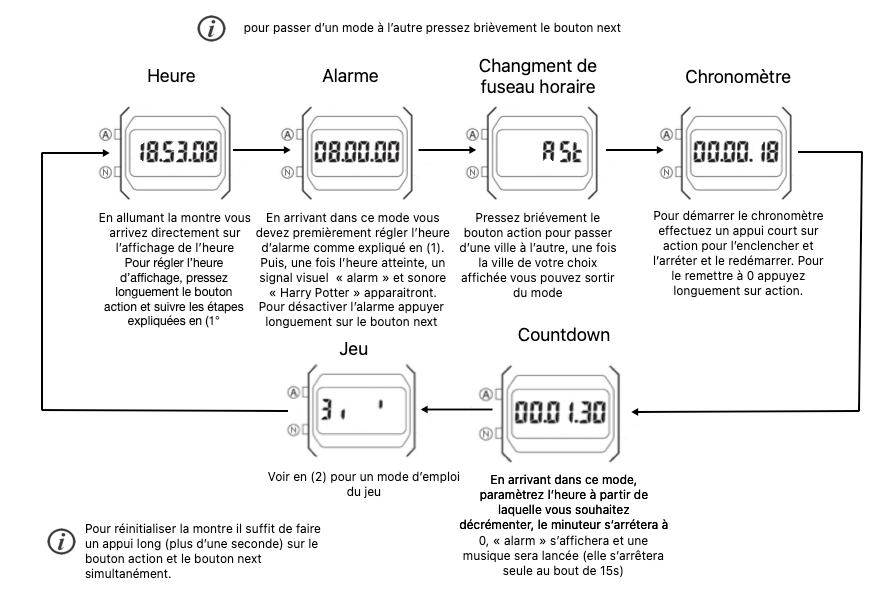 pour passer d'un mode à l'autre pressez brièvement le bouton next
Heure
Alarme
Changment de
fuseau horaire
Chronomètre
A
N
18.53.08
A
N
08.00.00
A
N
A St
A
N
00.00. 18
En allumant la montre vous
arrivez directement sur
l'affichage de l'heure
Pour régler l'heure
d'affichage, pressez
longuement le bouton
action et suivre les étapes
expliquées en (1°
En arrivant dans ce mode vous
devez premièrement régler l'heure
d'alarme comme expliqué en (1).
Puis, une fois l'heure atteinte, un
signal visuel « alarm » et sonore
« Harry Potter » apparaitront.
Pour désactiver l'alarme appuyer
longuement sur le bouton next
Pressez briévement le
bouton action pour passer
d'une ville à l'autre, une fois
la ville de votre choix
affichée vous pouvez sortir
du mode
Pour démarrer le chronomètre
effectuez un appui court sur
action pour l'enclencher et
l'arréter et le redémarrer. Pour
le remettre à 0 appuyez
longuement sur action.
Jeu
Countdown
A
N
3
A
N
00.01.30
Voir en (2) pour un mode d'emploi
du jeu
En arrivant dans ce mode,
paramètrez l'heure à partir de
laquelle vous souhaitez
décrémenter, le minuteur s'arrétera à
0, « alarm » s'affichera et une
musique sera lancée (elle s'arrêtera
seule au bout de 15s)
Pour réinitialiser la montre il suffit de faire
un appui long (plus d'une seconde) sur le
bouton action et le bouton next
simultaném​ent.